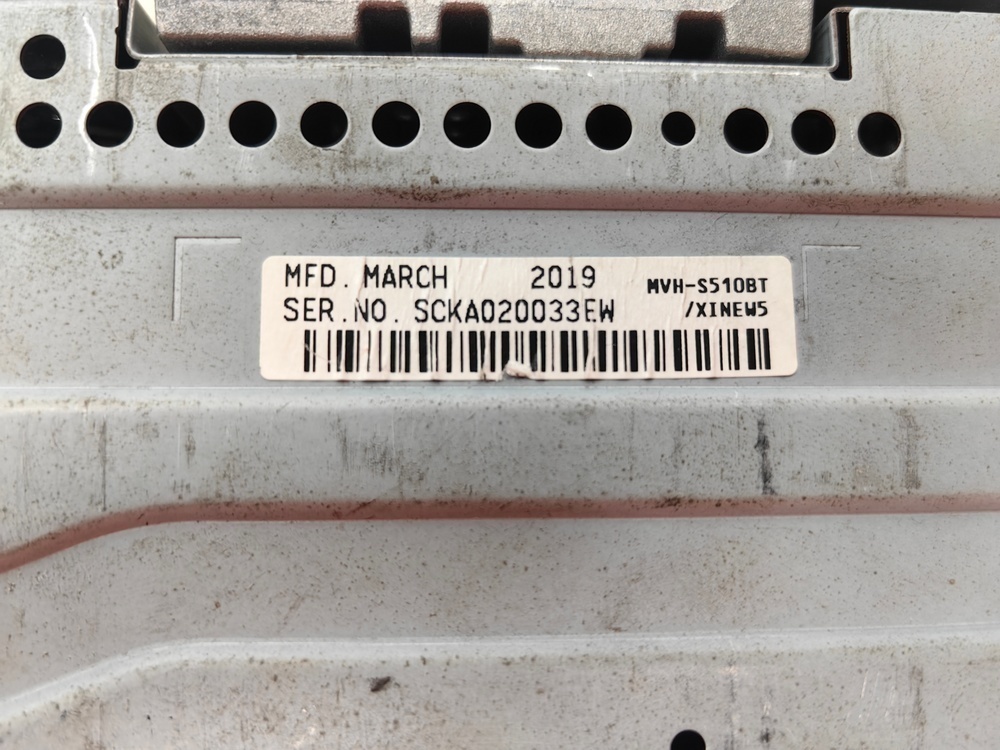 MFD. MARCH 2019
SER.NO. SCKA020033EW
MVH-S510BT
/XINEW5